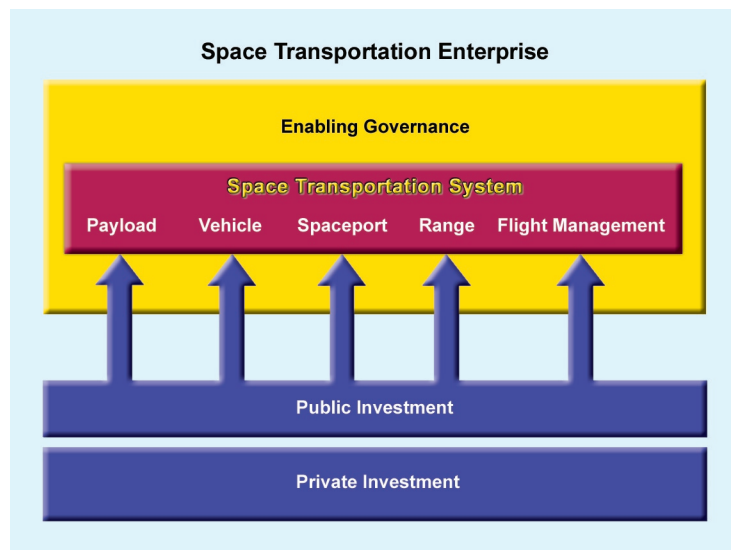 Space Transportation Enterprise
Enabling Governance
Space Transportation System
Payload Vehicle Spaceport Range Flight Management
Public Investment
Private Investment